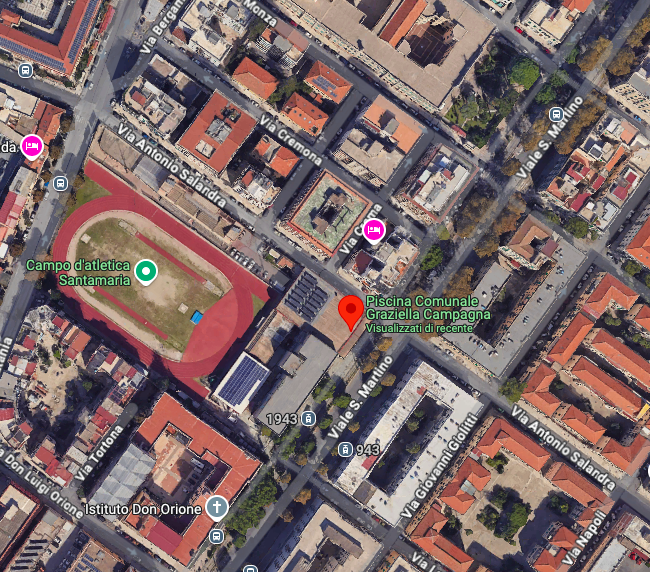 Via Bergam
Monza
Via Cremona
Via Antonio Salandra
Viale S. Martino
da.
Via Como
Campo d'atletica
Santamaria
Piscina Comunale
Graziella Campagna
Visualizzati di recente
1943
Viale S. Martino
943
Via Giovanni Giolitti
Via Antonio Salandra
Via Tortona
Don Luigi Orione
Istituto Don Orione
Via Napoli